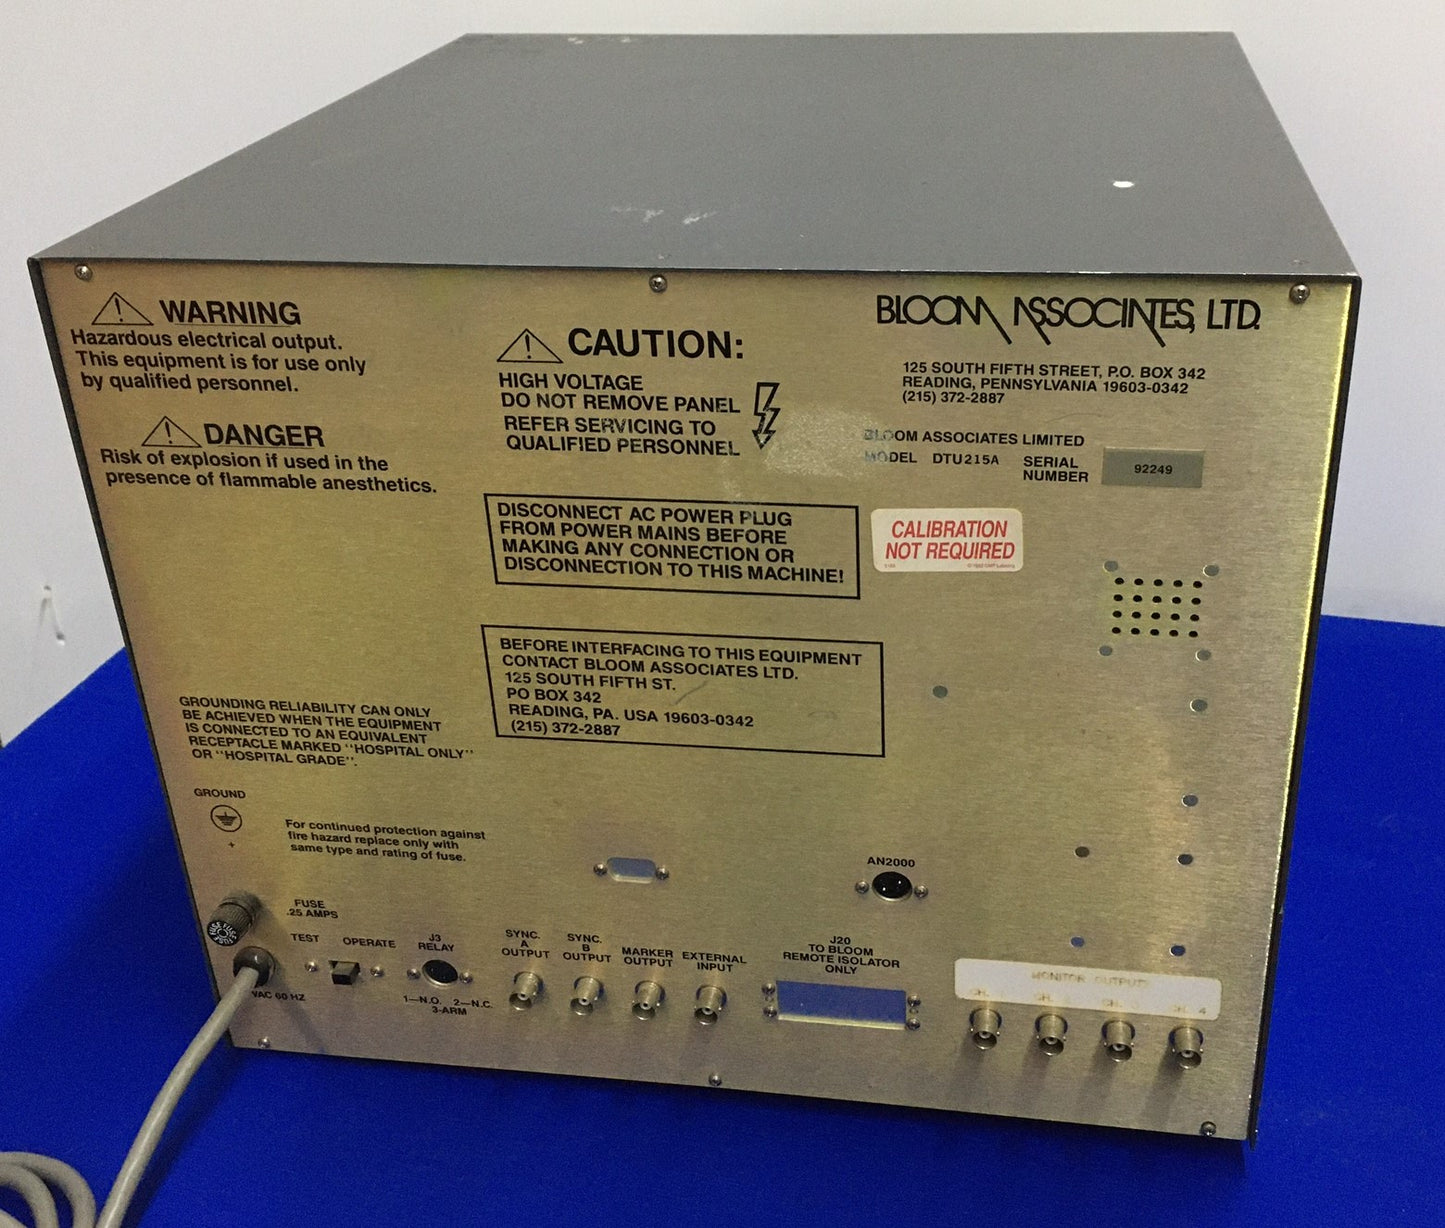 WARNING
Hazardous electrical output.
This equipment is for use only
by qualified personnel.
DANGER
Risk of explosion if used in the
presence of flammable anesthetics.
CAUTION:
HIGH VOLTAGE
DO NOT REMOVE PANEL
REFER SERVICING TO
QUALIFIED PERSONNEL
BLOOM ASSOCIATES, LTD.
125 SOUTH FIFTH STREET, P.O. BOX 342
READING, PENNSYLVANIA 19603-0342
(215) 372-2887
BLOOM ASSOCIATES LIMITED
MODEL DTU215A SERIAL
NUMBER
92249
DISCONNECT AC POWER PLUG
FROM POWER MAINS BEFORE
MAKING ANY CONNECTION OR
DISCONNECTION TO THIS MACHINE!
CALIBRATION
NOT REQUIRED
BEFORE INTERFACING TO THIS EQUIPMENT
CONTACT BLOOM ASSOCIATES LTD.
125 SOUTH FIFTH ST.
PO BOX 342
READING, PA. USA 19603-0342
(215) 372-2887
GROUNDING RELIABILITY CAN ONLY
BE ACHIEVED WHEN THE EQUIPMENT
IS CONNECTED TO AN EQUIVALENT
RECEPTACLE MARKED "HOSPITAL ONLY"
OR "HOSPITAL GRADE".
GROUND
+
For continued protection against
fire hazard replace only with
same type and rating of fuse.
FUSE
.25 AMPS
FUSE FUSE
TEST OPERATE
J3
RELAY
1—N.O. 2—N.C.
3-ARM
VAC 60 HZ
SYNC.
A
OUTPUT
SYNC.
B
OUTPUT
MARKER
OUTPUT
EXTERNAL
INPUT
AN2000
J20
TO BLOOM
REMOTE ISOLATOR
ONLY
MONITOR OUTPUTS
CH. CH. CH. CH. 4